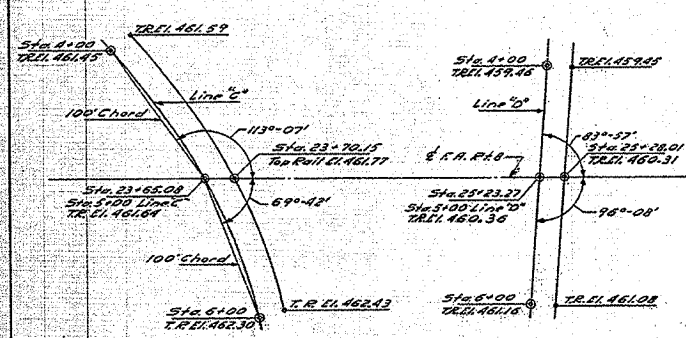 T.R.El. 461.59
Sta. 4+00
T.R.El. 461.45
Line "C"
100' Chord
113°-07'
Sta. 23+70.15
Top Rail El. 461.77
Sta. 23+65.08
Sta. 5+00 Line "C"
T.R. El. 461.64
69°-42'
100' Chord
Sta. 6+00
T.R. El. 462.30
T.R. El. 462.43
Sta. 4+00
T.R.El. 459.46
T.R.El. 459.45
Line "D"
83°-57'
℄ F.A. Rt. 8
Sta. 25+28.01
T.R.El. 460.31
Sta. 25+23.27
Sta. 5+00 Line "D"
T.R.El. 460.36
96°-08'
Sta. 6+00
T.R.El. 461.16
T.R.El. 461.08